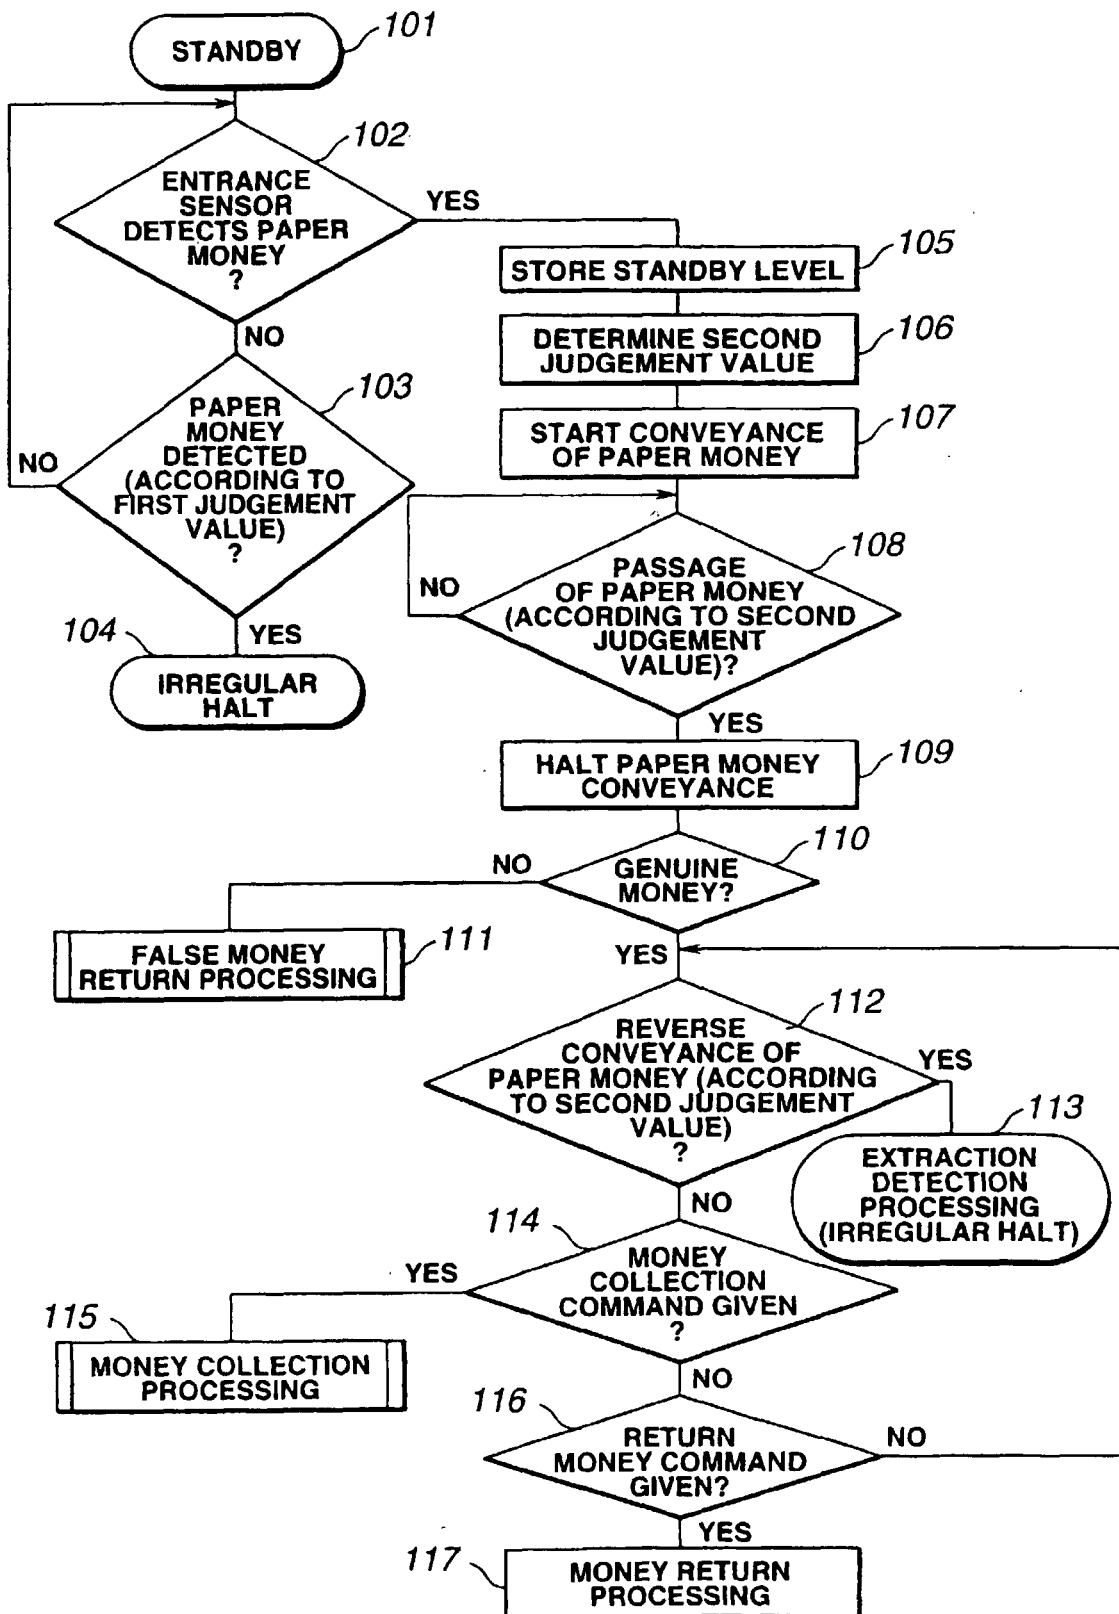 101
STANDBY
102
ENTRANCE
SENSOR
DETECTS PAPER
MONEY
?
YES
NO
103
PAPER
MONEY
DETECTED
(ACCORDING TO
FIRST JUDGEMENT
VALUE)
?
NO
YES
104
IRREGULAR
HALT
105
STORE STANDBY LEVEL
106
DETERMINE SECOND
JUDGEMENT VALUE
107
START CONVEYANCE
OF PAPER MONEY
108
PASSAGE
OF PAPER MONEY
(ACCORDING TO SECOND
JUDGEMENT
VALUE)?
NO
YES
109
HALT PAPER MONEY
CONVEYANCE
110
GENUINE
MONEY?
NO
YES
111
FALSE MONEY
RETURN PROCESSING
112
REVERSE
CONVEYANCE OF
PAPER MONEY (ACCORDING
TO SECOND JUDGEMENT
VALUE)
?
YES
NO
113
EXTRACTION
DETECTION
PROCESSING
(IRREGULAR HALT)
114
MONEY
COLLECTION
COMMAND GIVEN
?
YES
NO
115
MONEY COLLECTION
PROCESSING
116
RETURN
MONEY COMMAND
GIVEN?
NO
YES
117
MONEY RETURN
PROCESSING